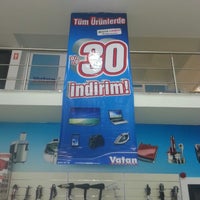 Tüm Ürünlerde
%30
indirim!
Vatan